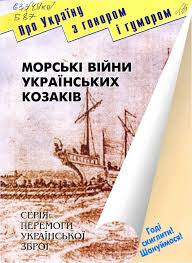 Про Україну з гонором і гумором
МОРСЬКІ ВІЙНИ
УКРАЇНСЬКИХ
КОЗАКІВ
СЕРІЯ:
ПЕРЕМОГИ
УКРАЇНСЬКОЇ
ЗБРОЇ
Годі
скиглити!
Шануймося!